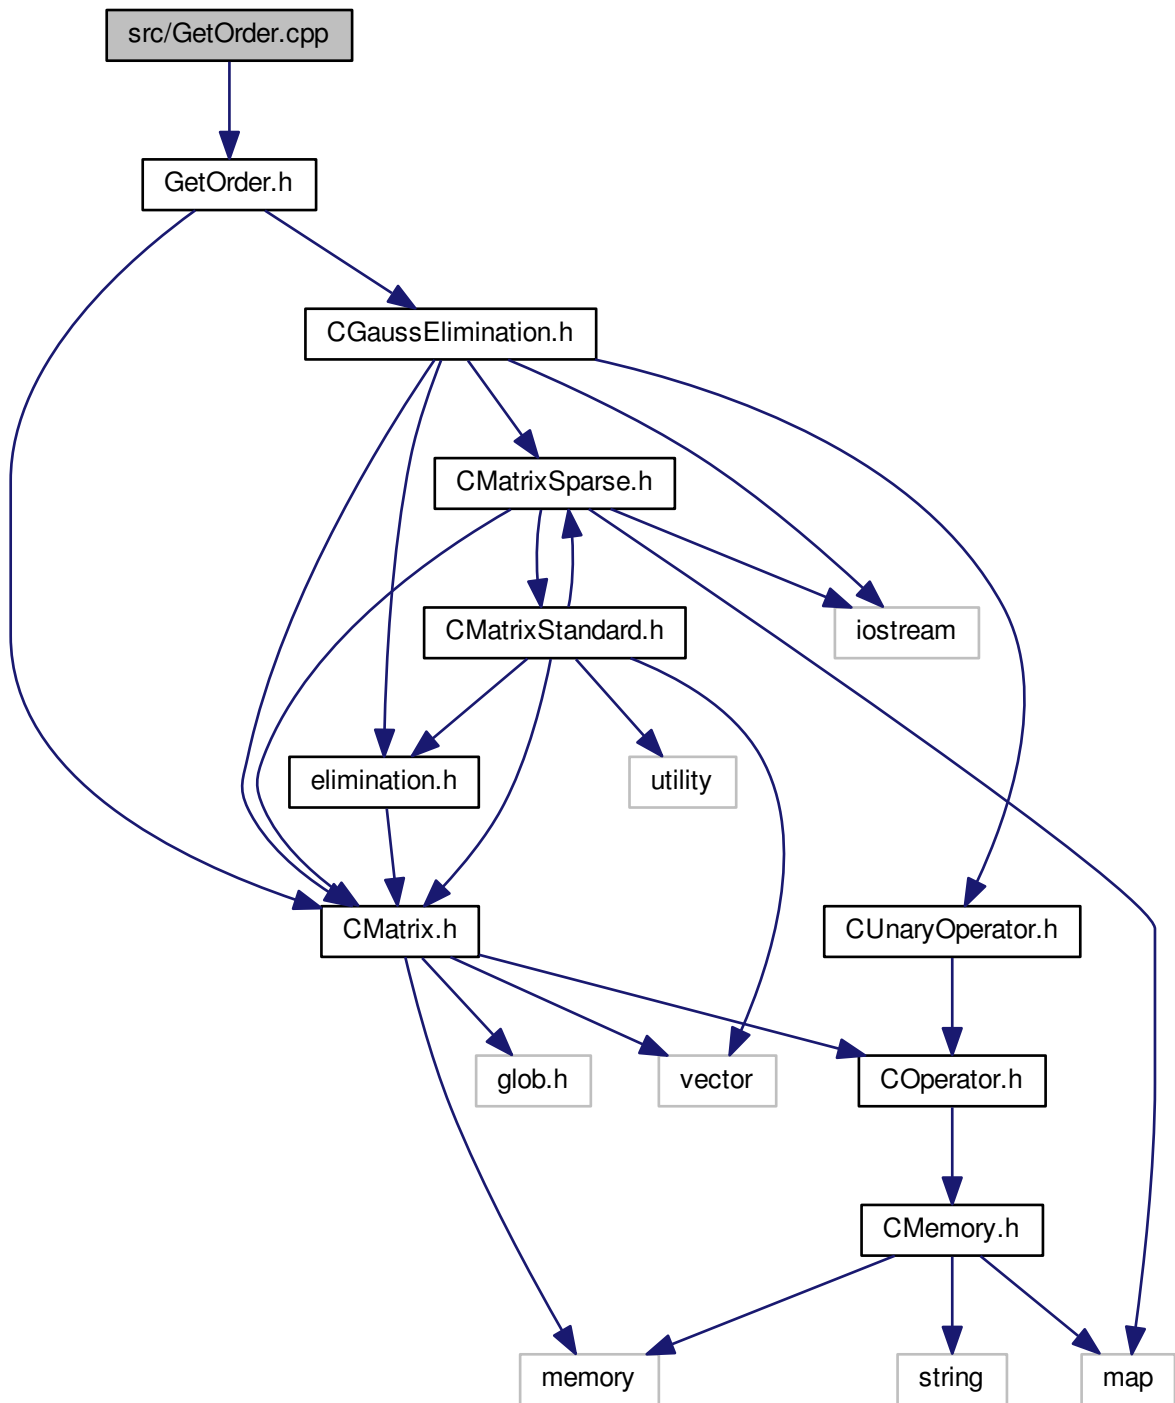 src/GetOrder.cpp
GetOrder.h
CGaussElimination.h
CMatrixSparse.h
CMatrixStandard.h
iostream
elimination.h
utility
CMatrix.h
CUnaryOperator.h
glob.h
vector
COperator.h
CMemory.h
memory
string
map